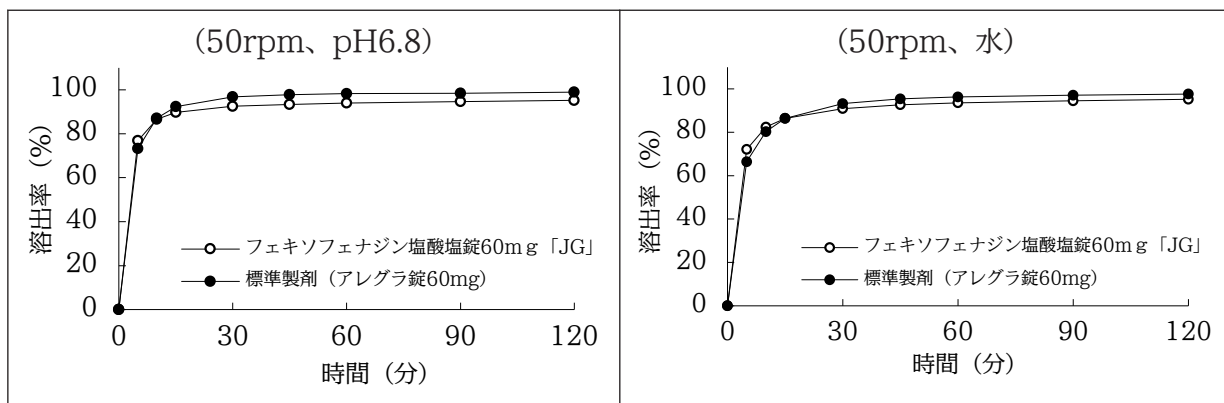 (50rpm、pH6.8)
100
80
60
40
20
0
溶出率 (%)
フェキソフェナジン塩酸塩錠60mg「JG」
標準製剤(アレグラ錠60mg)
0 30 60 90 120
時間 (分)
(50rpm、水)
100
80
60
40
20
0
溶出率 (%)
フェキソフェナジン塩酸塩錠60mg「JG」
標準製剤(アレグラ錠60mg)
0 30 60 90 120
時間 (分)